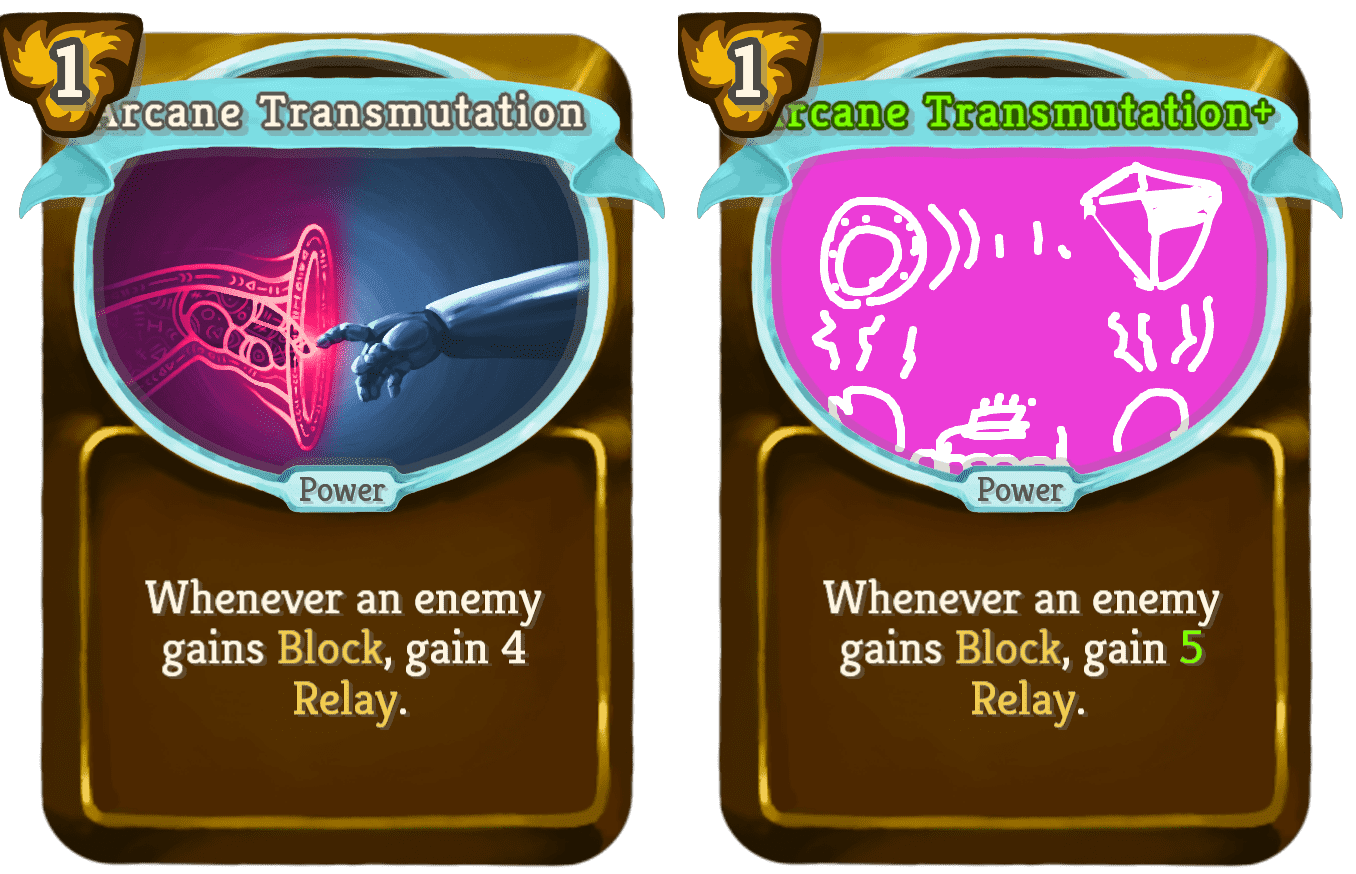 1
Arcane Transmutation
Power
Whenever an enemy
gains Block, gain 4
Relay.
1
Arcane Transmutation+
Power
Whenever an enemy
gains Block, gain 5
Relay.